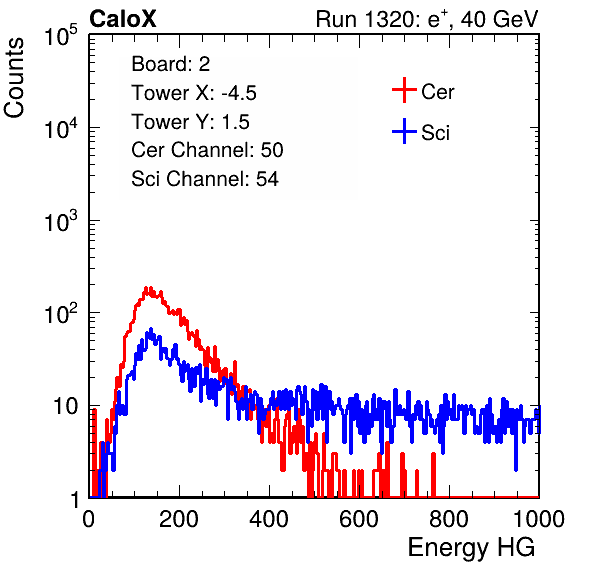 CaloX Run 1320: e⁺, 40 GeV
Counts
10⁵
10⁴
10³
10²
10
1
Board: 2
Tower X: -4.5
Tower Y: 1.5
Cer Channel: 50
Sci Channel: 54
Cer
Sci
0 200 400 600 800 1000
Energy HG